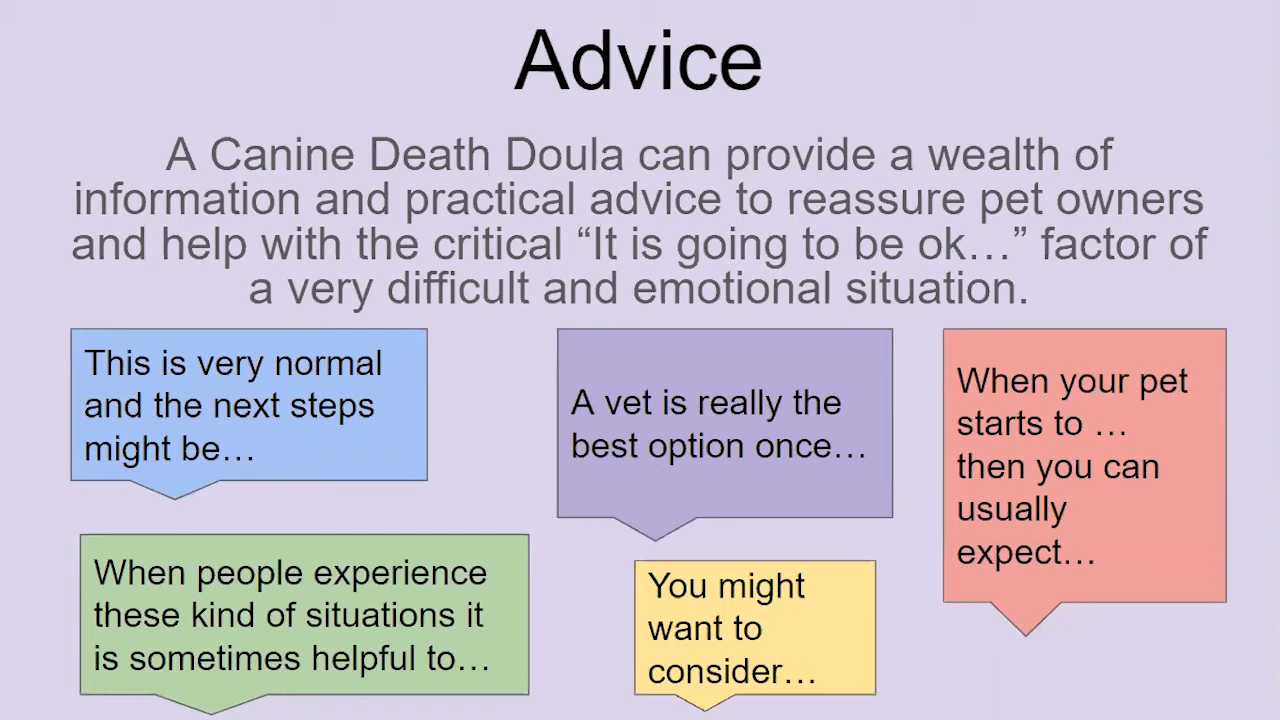 Advice
A Canine Death Doula can provide a wealth of
information and practical advice to reassure pet owners
and help with the critical “It is going to be ok…” factor of
a very difficult and emotional situation.
This is very normal
and the next steps
might be…
A vet is really the
best option once…
When your pet
starts to …
then you can
usually
expect…
When people experience
these kind of situations it
is sometimes helpful to…
You might
want to
consider…